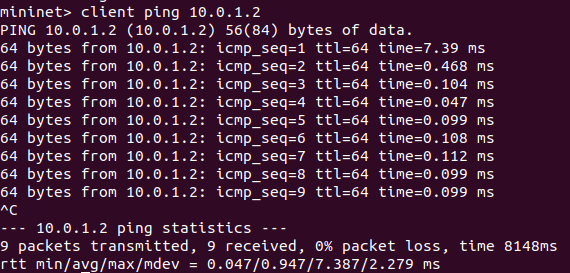 mininet> client ping 10.0.1.2
PING 10.0.1.2 (10.0.1.2) 56(84) bytes of data.
64 bytes from 10.0.1.2: icmp_seq=1 ttl=64 time=7.39 ms
64 bytes from 10.0.1.2: icmp_seq=2 ttl=64 time=0.468 ms
64 bytes from 10.0.1.2: icmp_seq=3 ttl=64 time=0.104 ms
64 bytes from 10.0.1.2: icmp_seq=4 ttl=64 time=0.047 ms
64 bytes from 10.0.1.2: icmp_seq=5 ttl=64 time=0.099 ms
64 bytes from 10.0.1.2: icmp_seq=6 ttl=64 time=0.108 ms
64 bytes from 10.0.1.2: icmp_seq=7 ttl=64 time=0.112 ms
64 bytes from 10.0.1.2: icmp_seq=8 ttl=64 time=0.099 ms
64 bytes from 10.0.1.2: icmp_seq=9 ttl=64 time=0.099 ms
^C
--- 10.0.1.2 ping statistics ---
9 packets transmitted, 9 received, 0% packet loss, time 8148ms
rtt min/avg/max/mdev = 0.047/0.947/7.387/2.279 ms